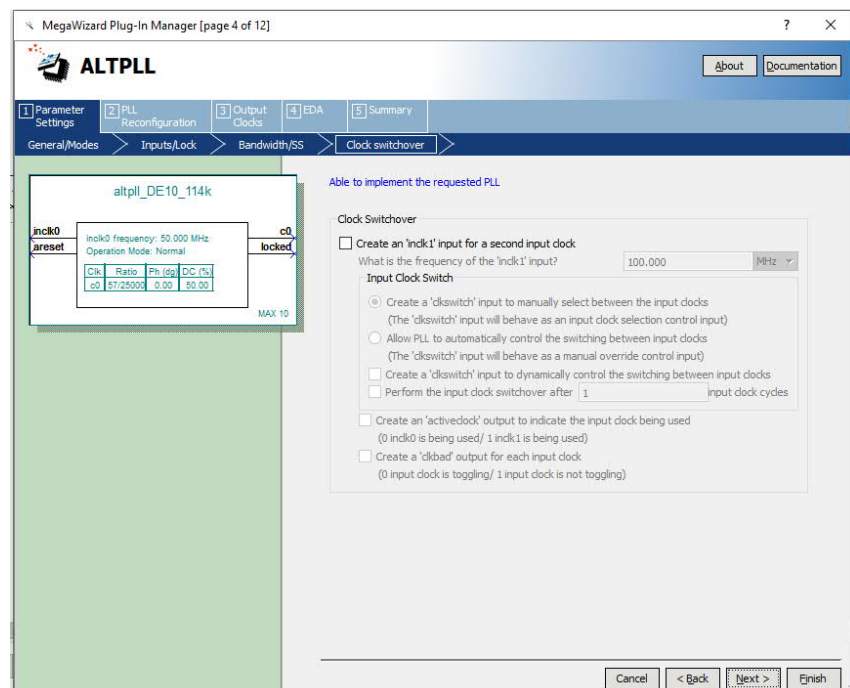 MegaWizard Plug-In Manager [page 4 of 12]
? X
ALTPLL
About Documentation
1 Parameter Settings
2 PLL Reconfiguration
3 Output Clocks
4 EDA
5 Summary
General/Modes Inputs/Lock Bandwidth/SS Clock switchover
altpll_DE10_114k
inclk0
areset
c0
locked
inclk0 frequency: 50.000 MHz
Operation Mode: Normal
Clk Ratio Ph (dg) DC (%)
c0 57/25000 0.00 50.00
MAX 10
Able to implement the requested PLL
Clock Switchover
Create an 'inclk1' input for a second input clock
What is the frequency of the 'inclk1' input? 100.000 MHz
Input Clock Switch
Create a 'clkswitch' input to manually select between the input clocks
(The 'clkswitch' input will behave as an input clock selection control input)
Allow PLL to automatically control the switching between input clocks
(The 'clkswitch' input will behave as a manual override control input)
Create a 'clkswitch' input to dynamically control the switching between input clocks
Perform the input clock switchover after 1 input clock cycles
Create an 'activeclock' output to indicate the input clock being used
(0 inclk0 is being used/ 1 inclk1 is being used)
Create a 'clkbad' output for each input clock
(0 input clock is toggling/ 1 input clock is not toggling)
Cancel < Back Next > Finish